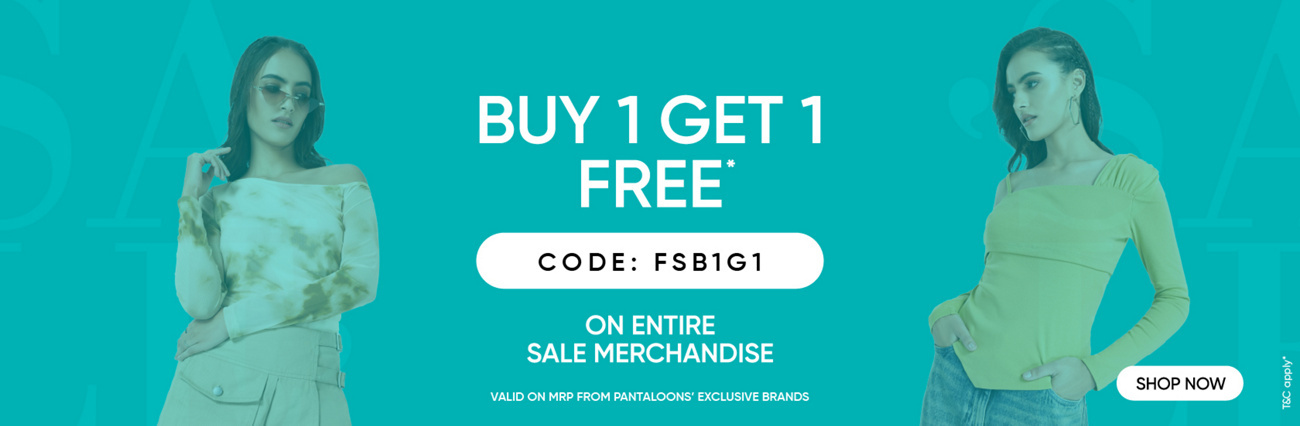 BUY 1 GET 1
FREE*
CODE: FSB1G1
ON ENTIRE
SALE MERCHANDISE
VALID ON MRP FROM PANTALOONS' EXCLUSIVE BRANDS
SHOP NOW
T&C apply*